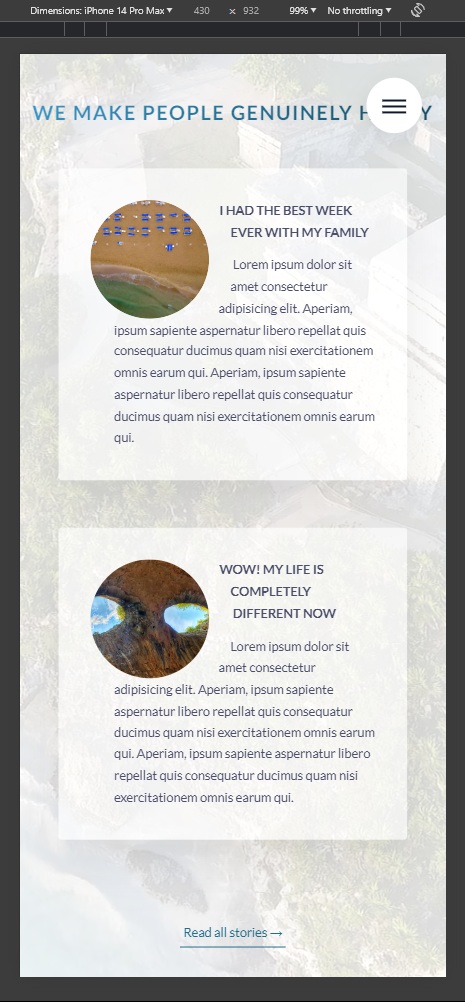 Dimensions: iPhone 14 Pro Max ▼ 430 × 932 99% ▼ No throttling ▼
WE MAKE PEOPLE GENUINELY
I HAD THE BEST WEEK
EVER WITH MY FAMILY
Lorem ipsum dolor sit
amet consectetur
adipisicing elit. Aperiam,
ipsum sapiente aspernatur libero repellat quis
consequatur ducimus quam nisi exercitationem
omnis earum qui. Aperiam, ipsum sapiente
aspernatur libero repellat quis consequatur
ducimus quam nisi exercitationem omnis earum
qui.
WOW! MY LIFE IS
COMPLETELY
DIFFERENT NOW
Lorem ipsum dolor sit
amet consectetur
adipisicing elit. Aperiam, ipsum sapiente
aspernatur libero repellat quis consequatur
ducimus quam nisi exercitationem omnis earum
qui. Aperiam, ipsum sapiente aspernatur libero
repellat quis consequatur ducimus quam nisi
exercitationem omnis earum qui.
Read all stories →